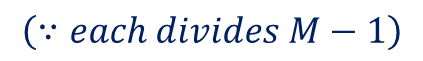 (∵ each divides M − 1)